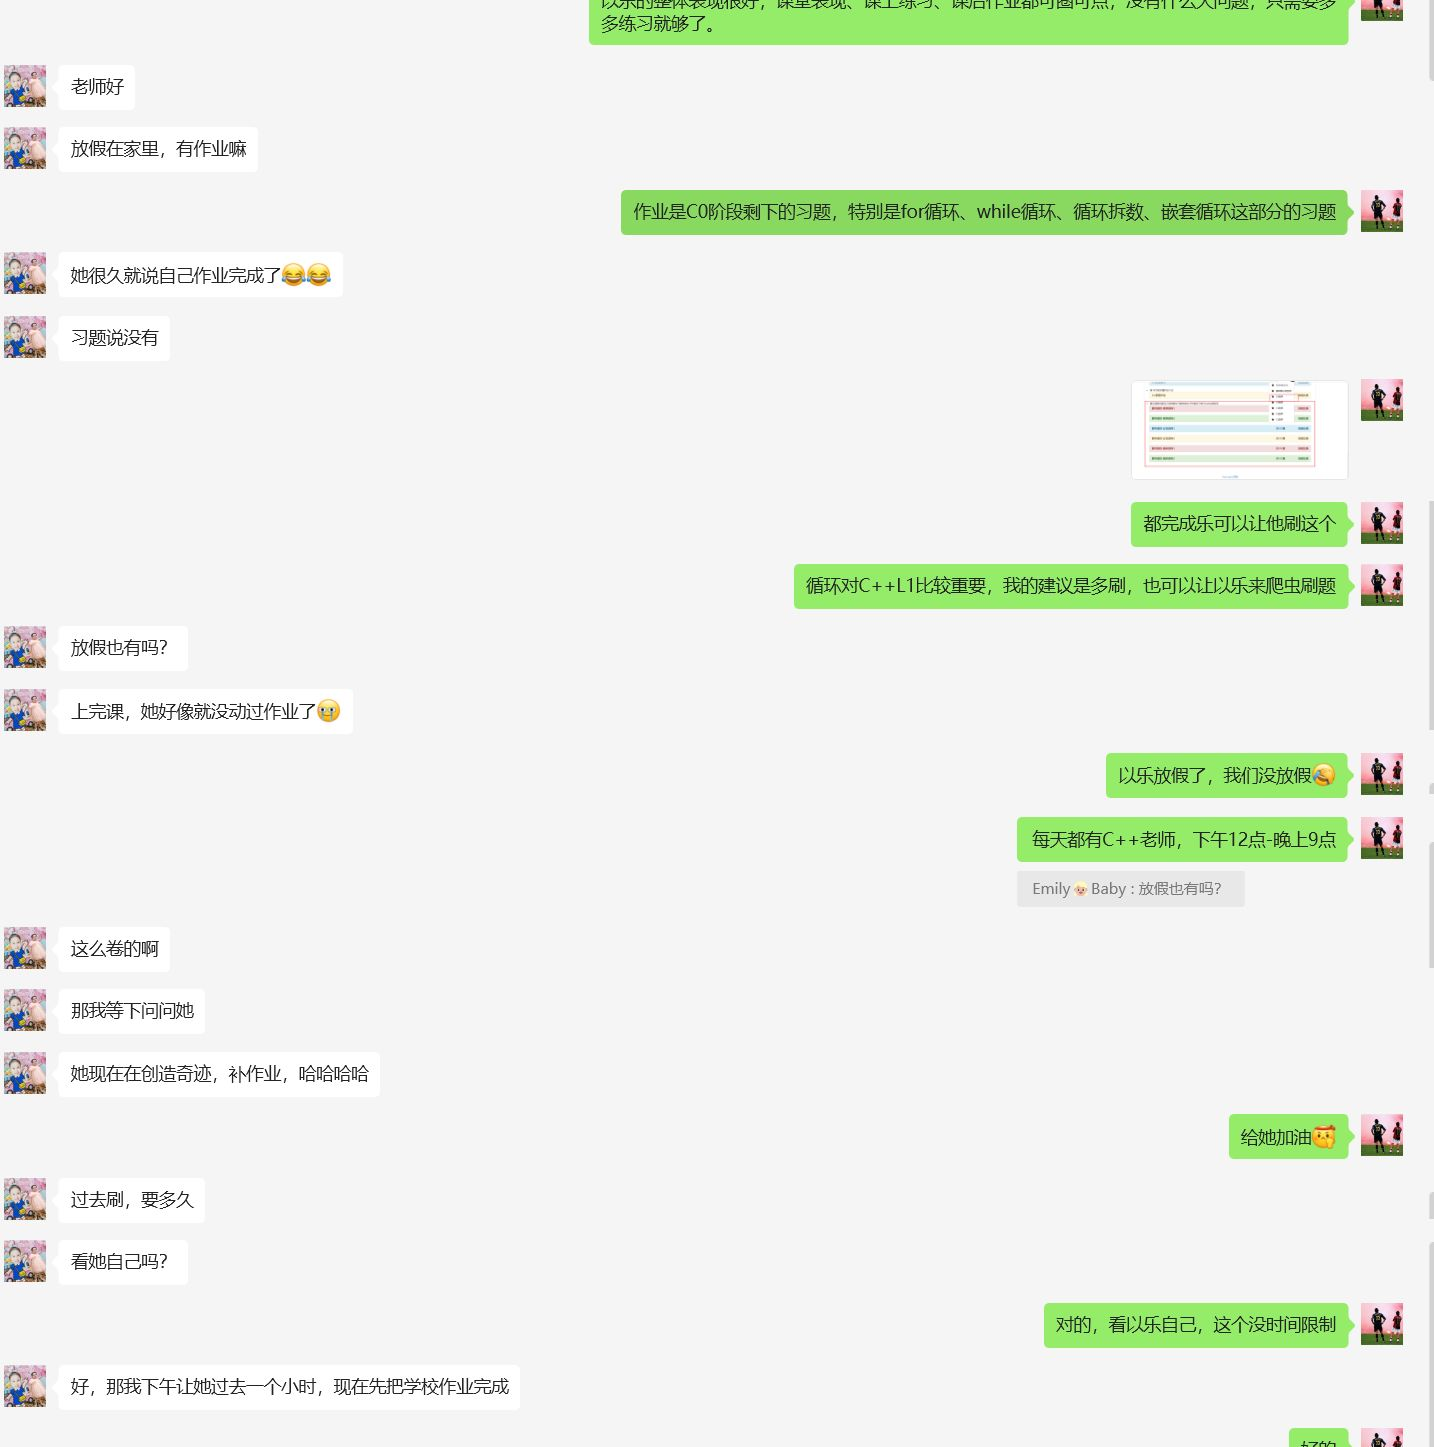 以乐的整体表现很好，课堂表现、课上练习、课后作业都可圈可点，没有什么大问题，只需要多
多练习就够了。
老师好
放假在家里，有作业嘛
作业是C0阶段剩下的习题，特别是for循环、while循环、循环拆数、嵌套循环这部分的习题
她很久就说自己作业完成了😂😂
习题说没有
都完成乐可以让他刷这个
循环对C++L1比较重要，我的建议是多刷，也可以让以乐来爬虫刷题
放假也有吗？
上完课，她好像就没动过作业了🥹
以乐放假了，我们没放假🤣
每天都有C++老师，下午12点-晚上9点
Emily👶🏼Baby : 放假也有吗？
这么卷的啊
那我等下问问她
她现在在创造奇迹，补作业，哈哈哈哈
给她加油
过去刷，要多久
看她自己吗？
对的，看以乐自己，这个没时间限制
好，那我下午让她过去一个小时，现在先把学校作业完成
好的